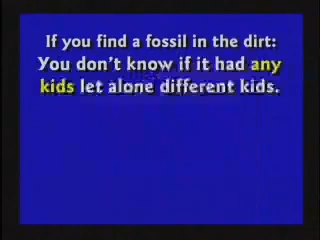 If you find a fossil in the dirt:
You don't know if it had any
kids let alone different kids.